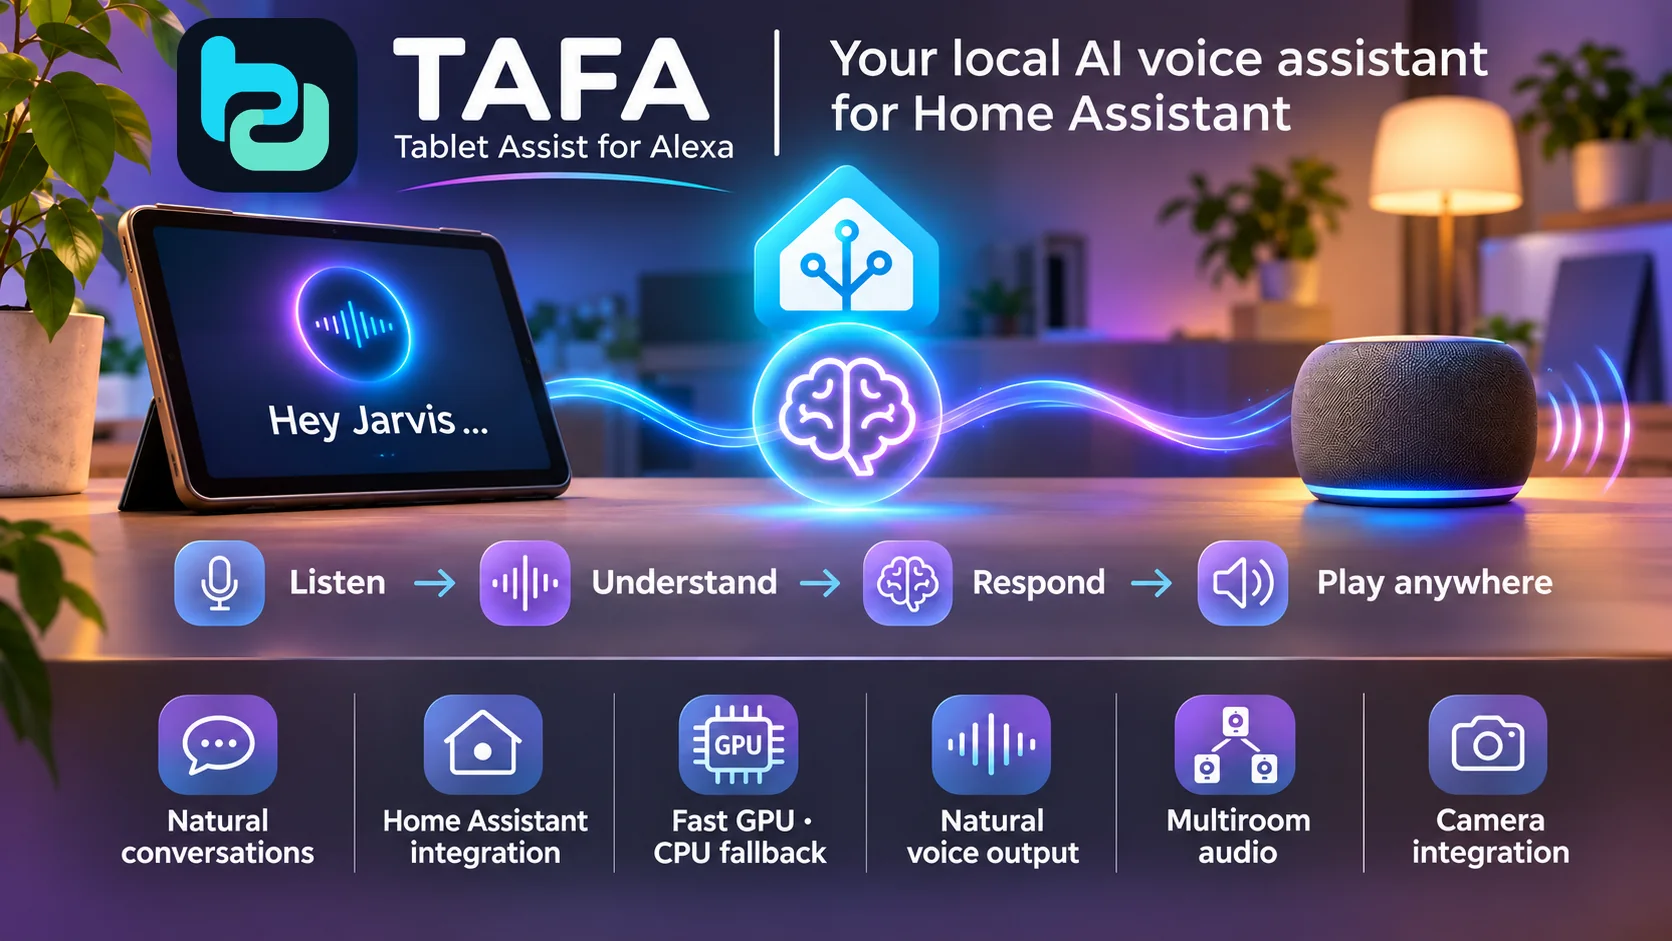 TAFA
Tablet Assist for Alexa
Your local AI voice assistant
for Home Assistant
Hey Jarvis ...
Listen
Understand
Respond
Play anywhere
GPU
Natural
conversations
Home Assistant
integration
Fast GPU •
CPU fallback
Natural
voice output
Multiroom
audio
Camera
integration